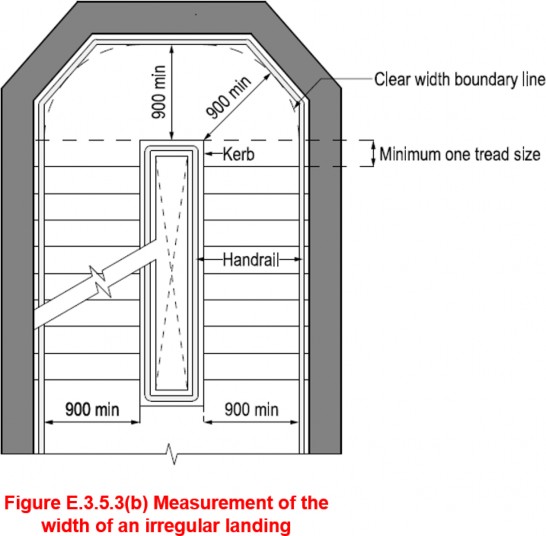 900 min
900 min
Clear width boundary line
Kerb
Minimum one tread size
Handrail
900 min
900 min
Figure E.3.5.3(b) Measurement of the
width of an irregular landing